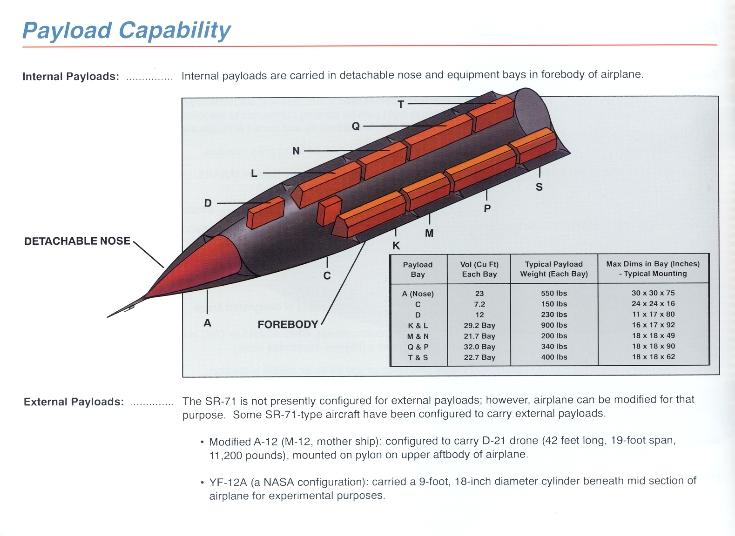 Payload Capability
Internal Payloads: ............... Internal payloads are carried in detachable nose and equipment bays in forebody of airplane.
T
Q
N
L
D
S
P
M
K
DETACHABLE NOSE
C
A
FOREBODY
Payload Bay Vol (Cu Ft) Each Bay Typical Payload Weight (Each Bay) Max Dims in Bay (Inches) - Typical Mounting
A (Nose) 23 550 lbs 30 x 30 x 75
C 7.2 150 lbs 24 x 24 x 16
D 12 230 lbs 11 x 17 x 80
K & L 29.2 Bay 900 lbs 16 x 17 x 92
M & N 21.7 Bay 200 lbs 18 x 18 x 49
Q & P 32.0 Bay 340 lbs 18 x 18 x 90
T & S 22.7 Bay 400 lbs 18 x 18 x 62
External Payloads: .............. The SR-71 is not presently configured for external payloads; however, airplane can be modified for that
purpose. Some SR-71-type aircraft have been configured to carry external payloads.
• Modified A-12 (M-12, mother ship): configured to carry D-21 drone (42 feet long, 19-foot span,
11,200 pounds), mounted on pylon on upper aftbody of airplane.
• YF-12A (a NASA configuration): carried a 9-foot, 18-inch diameter cylinder beneath mid section of
airplane for experimental purposes.